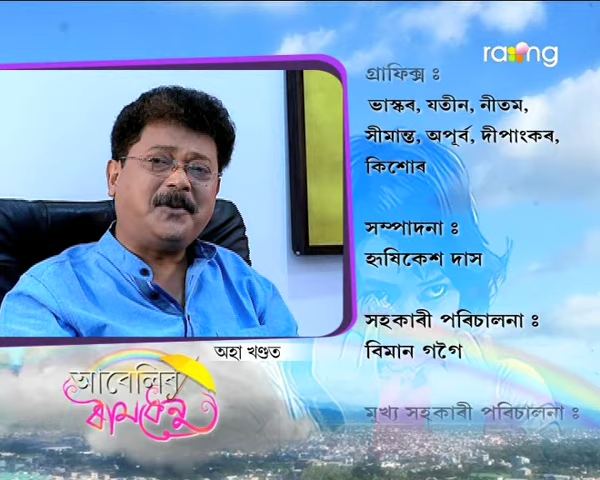 rang
গ্ৰাফিক্স ঃ
ভাস্কৰ, যতীন, নীতম,
সীমান্ত, অপূৰ্ব, দীপাংকৰ,
কিশোৰ
সম্পাদনা ঃ
হৃষিকেশ দাস
সহকাৰী পৰিচালনা ঃ
বিমান গগৈ
মুখ্য সহকাৰী পৰিচালনা ঃ
অহা খণ্ডত
আবেলিৰ
ৰামধেনু